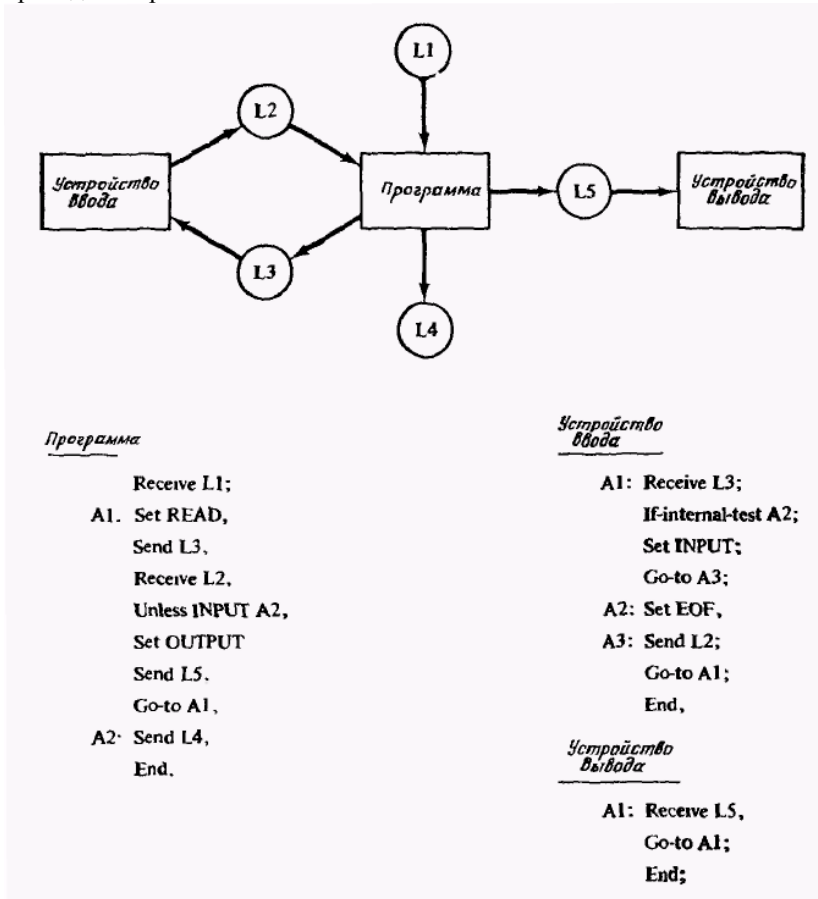 L1
L2
Устройство
ввода
Программа
L5
Устройство
вывода
L3
L4
Программа
Receive L1;
A1. Set READ,
Send L3,
Receive L2,
Unless INPUT A2,
Set OUTPUT
Send L5.
Go-to A1,
A2· Send L4,
End.
Устройство
ввода
A1: Receive L3;
If-internal-test A2;
Set INPUT;
Go-to A3;
A2: Set EOF,
A3: Send L2;
Go-to A1;
End,
Устройство
вывода
A1: Receive L5,
Go-to A1;
End;